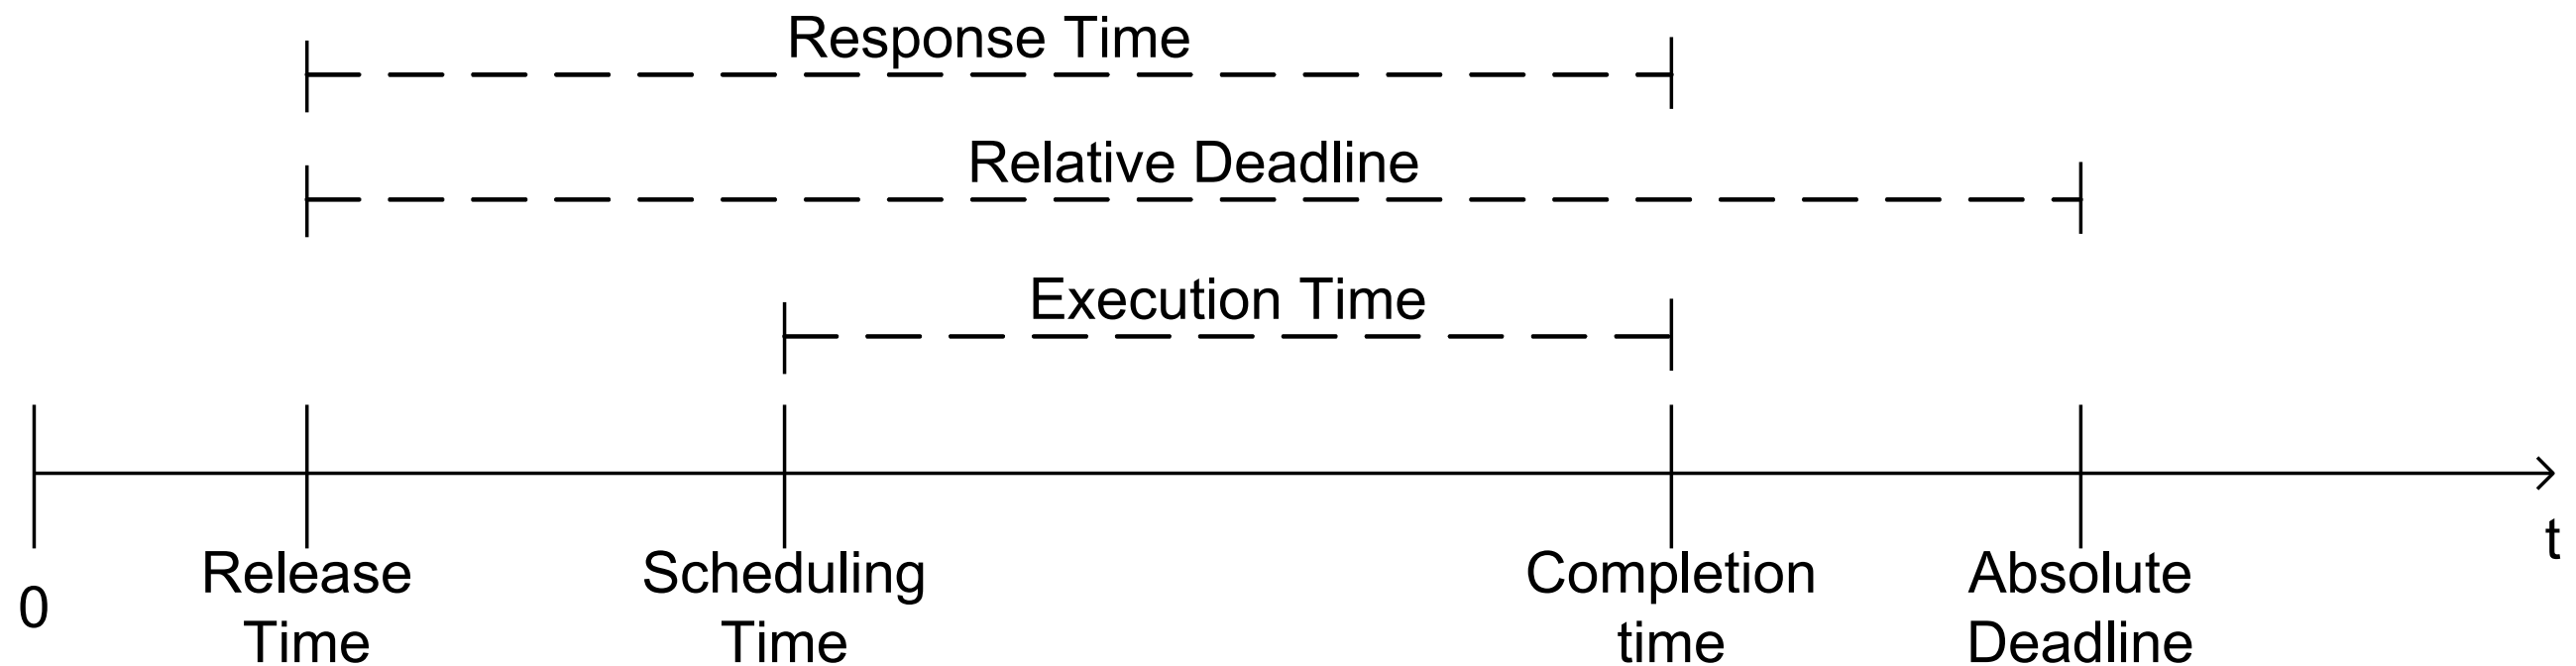 Response Time
Relative Deadline
Execution Time
t
0
Release
Time
Scheduling
Time
Completion
time
Absolute
Deadline